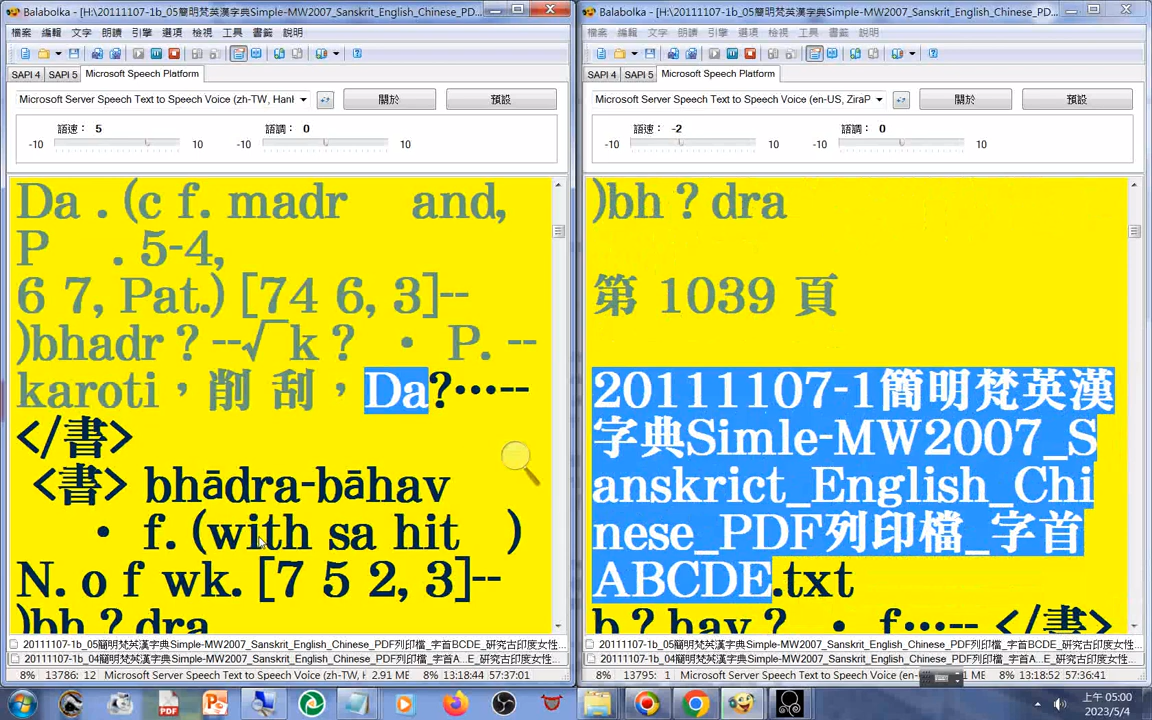 Balabolka - [H:\20111107-1b_05簡明梵英漢字典Simple-MW2007_Sanskrit_English_Chinese_PD...
檔案 編輯 文字 朗讀 引擎 選項 檢視 工具 書籤 說明
SAPI 4 SAPI 5 Microsoft Speech Platform
Microsoft Server Speech Text to Speech Voice (zh-TW, HanH
關於
預設
語速： 5
語調： 0
-10 10 -10 10
Da . (c f. madr and,
P . 5-4,
6 7, Pat.) [74 6, 3]--
)bhadr ? --√ k ? • P. --
karoti，削 刮，Da?…--
</書>
<書> bhādra-bāhav
• f. (with sa hit )
N. o f wk. [7 5 2, 3]--
)bh ? dra
20111107-1b_05簡明梵英漢字典Simple-MW2007_Sanskrit_English_Chinese_PDF列印檔_字首BCDE_研究古印度女性...
20111107-1b_04簡明梵英漢字典Simple-MW2007_Sanskrit_English_Chinese_PDF列印檔_字首A...E_研究古印度女性...
8% 13786: 12 Microsoft Server Speech Text to Speech Voice (zh-TW, H 2.91 ME 8% 13:18:44 57:37:01
Balabolka - [H:\20111107-1b_05簡明梵英漢字典Simple-MW2007_Sanskrit_English_Chinese_PD...
檔案 編輯 文字 朗讀 引擎 選項 檢視 工具 書籤 說明
SAPI 4 SAPI 5 Microsoft Speech Platform
Microsoft Server Speech Text to Speech Voice (en-US, ZiraP
關於
預設
語速： -2
語調： 0
-10 10 -10 10
)bh ? dra
第 1039 頁
20111107-1簡明梵英漢
字典Simle-MW2007_S
anskrict_English_Chi
nese_PDF列印檔_字首
ABCDE.txt
b ? hav ? • f…-- </書>
20111107-1b_05簡明梵英漢字典Simple-MW2007_Sanskrit_English_Chinese_PDF列印檔_字首BCDE_研究古印度女性...
20111107-1b_04簡明梵英漢字典Simple-MW2007_Sanskrit_English_Chinese_PDF列印檔_字首A...E_研究古印度女性...
8% 13795: 1 Microsoft Server Speech Text to Speech Voice (en-us ME 8% 13:18:52 57:36:41
PDF
上午 05:00
2023/5/4